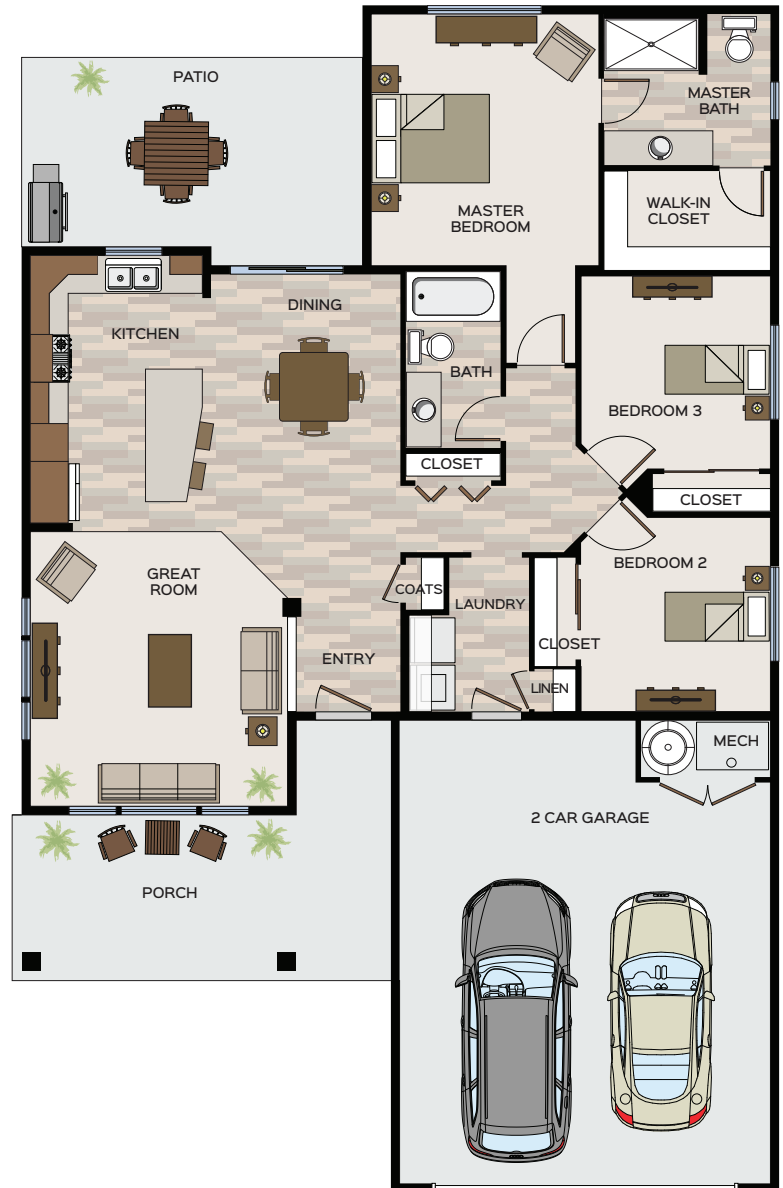 PATIO
MASTER
BATH
WALK-IN
CLOSET
MASTER
BEDROOM
DINING
KITCHEN
BATH
BEDROOM 3
CLOSET
CLOSET
GREAT
ROOM
COATS
LAUNDRY
BEDROOM 2
CLOSET
ENTRY
LINEN
MECH
2 CAR GARAGE
PORCH